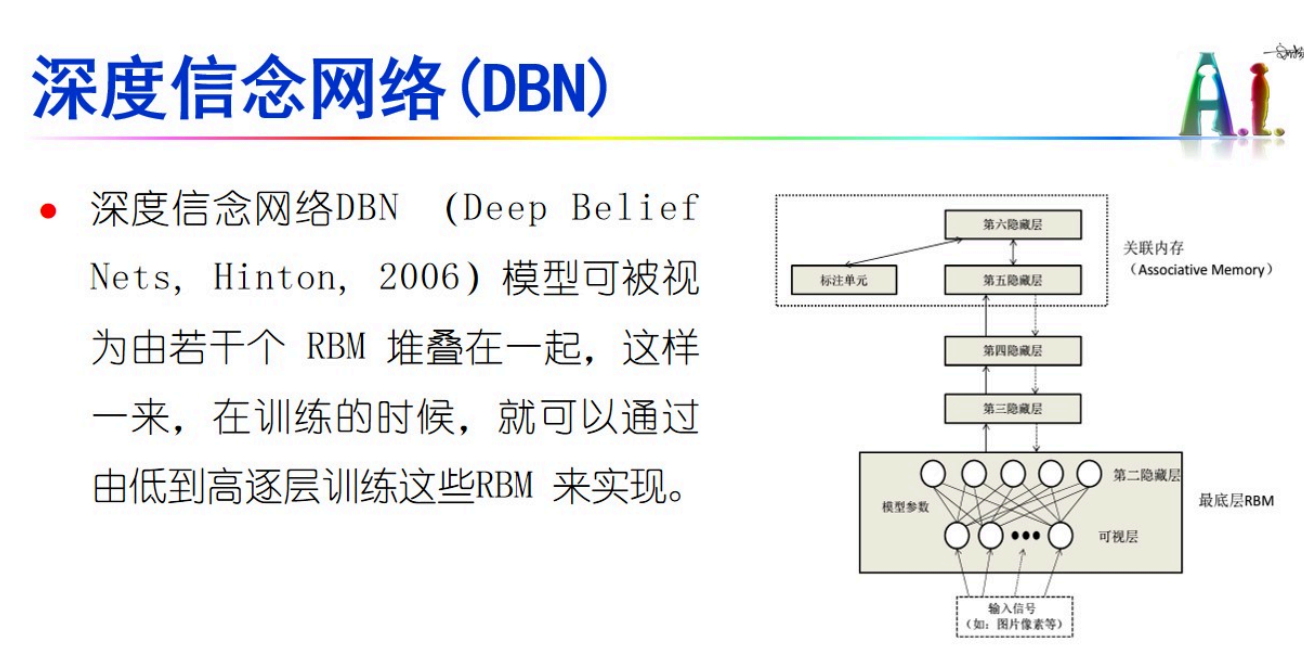 深度信念网络(DBN)
A.i.
• 深度信念网络DBN （Deep Belief
Nets, Hinton, 2006）模型可被视
为由若干个 RBM 堆叠在一起，这样
一来，在训练的时候，就可以通过
由低到高逐层训练这些RBM 来实现。
第六隐藏层
标注单元
第五隐藏层
关联内存
（Associative Memory）
第四隐藏层
第三隐藏层
第二隐藏层
模型参数
可视层
最底层RBM
输入信号
（如：图片像素等）